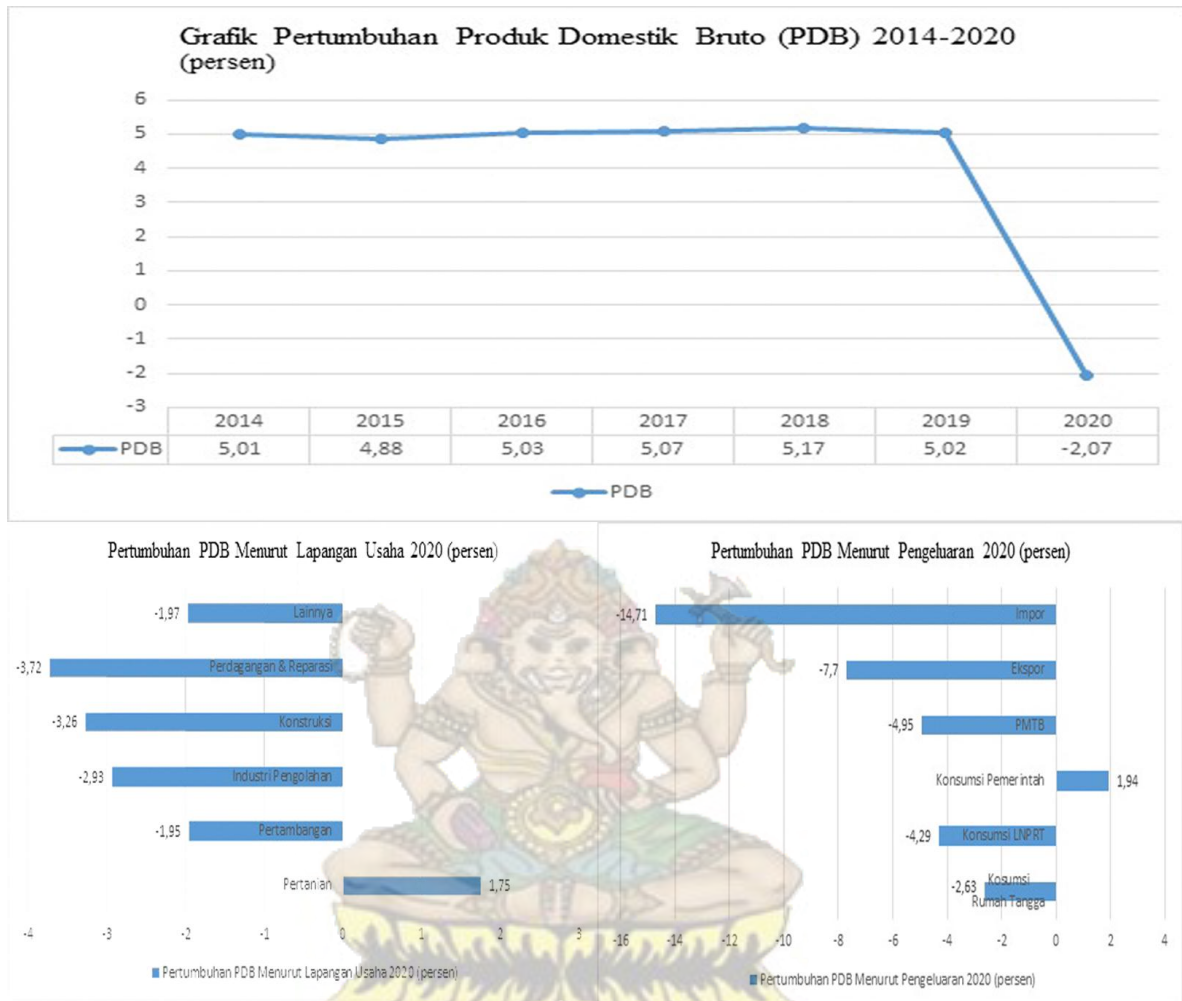 Grafik Pertumbuhan Produk Domestik Bruto (PDB) 2014-2020
(persen)
6
5
4
3
2
1
0
-1
-2
-3
2014 2015 2016 2017 2018 2019 2020
PDB 5,01 4,88 5,03 5,07 5,17 5,02 -2,07
PDB
Pertumbuhan PDB Menurut Lapangan Usaha 2020 (persen)
-1,97 Lainnya
-3,72 Perdagangan & Reparasi
-3,26 Konstruksi
-2,93 Industri Pengolahan
-1,95 Pertambangan
Pertanian 1,75
-4 -3 -2 -1 0 1 2 3
Pertumbuhan PDB Menurut Lapangan Usaha 2020 (persen)
Pertumbuhan PDB Menurut Pengeluaran 2020 (persen)
-14,71 Impor
-7,7 Ekspor
-4,95 PMTB
Konsumsi Pemerintah 1,94
-4,29 Konsumsi LNPRT
-2,63 Kosumsi
Rumah Tangga
-16 -14 -12 -10 -8 -6 -4 -2 0 2 4
Pertumbuhan PDB Menurut Pengeluaran 2020 (persen)